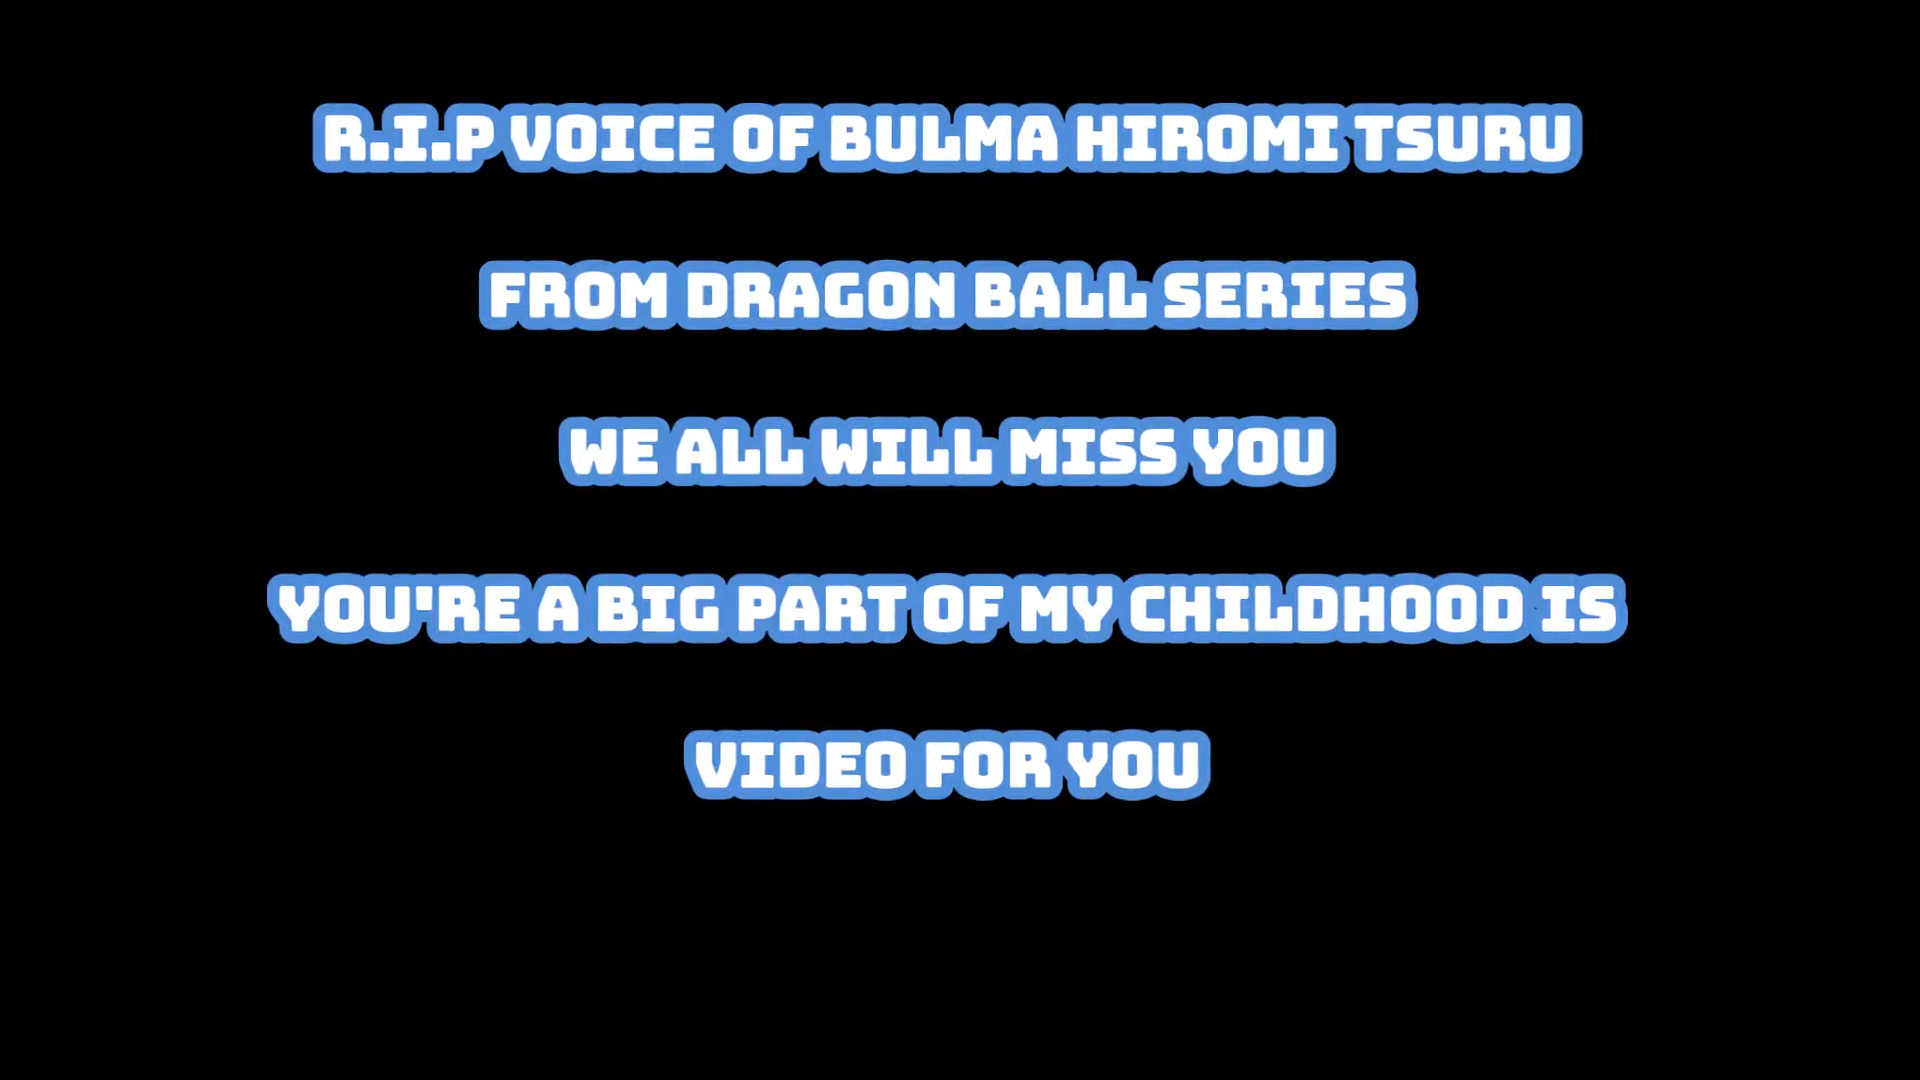 R.I.P VOICE OF BULMA HIROMI TSURU
FROM DRAGON BALL SERIES
WE ALL WILL MISS YOU
YOU'RE A BIG PART OF MY CHILDHOOD IS
VIDEO FOR YOU